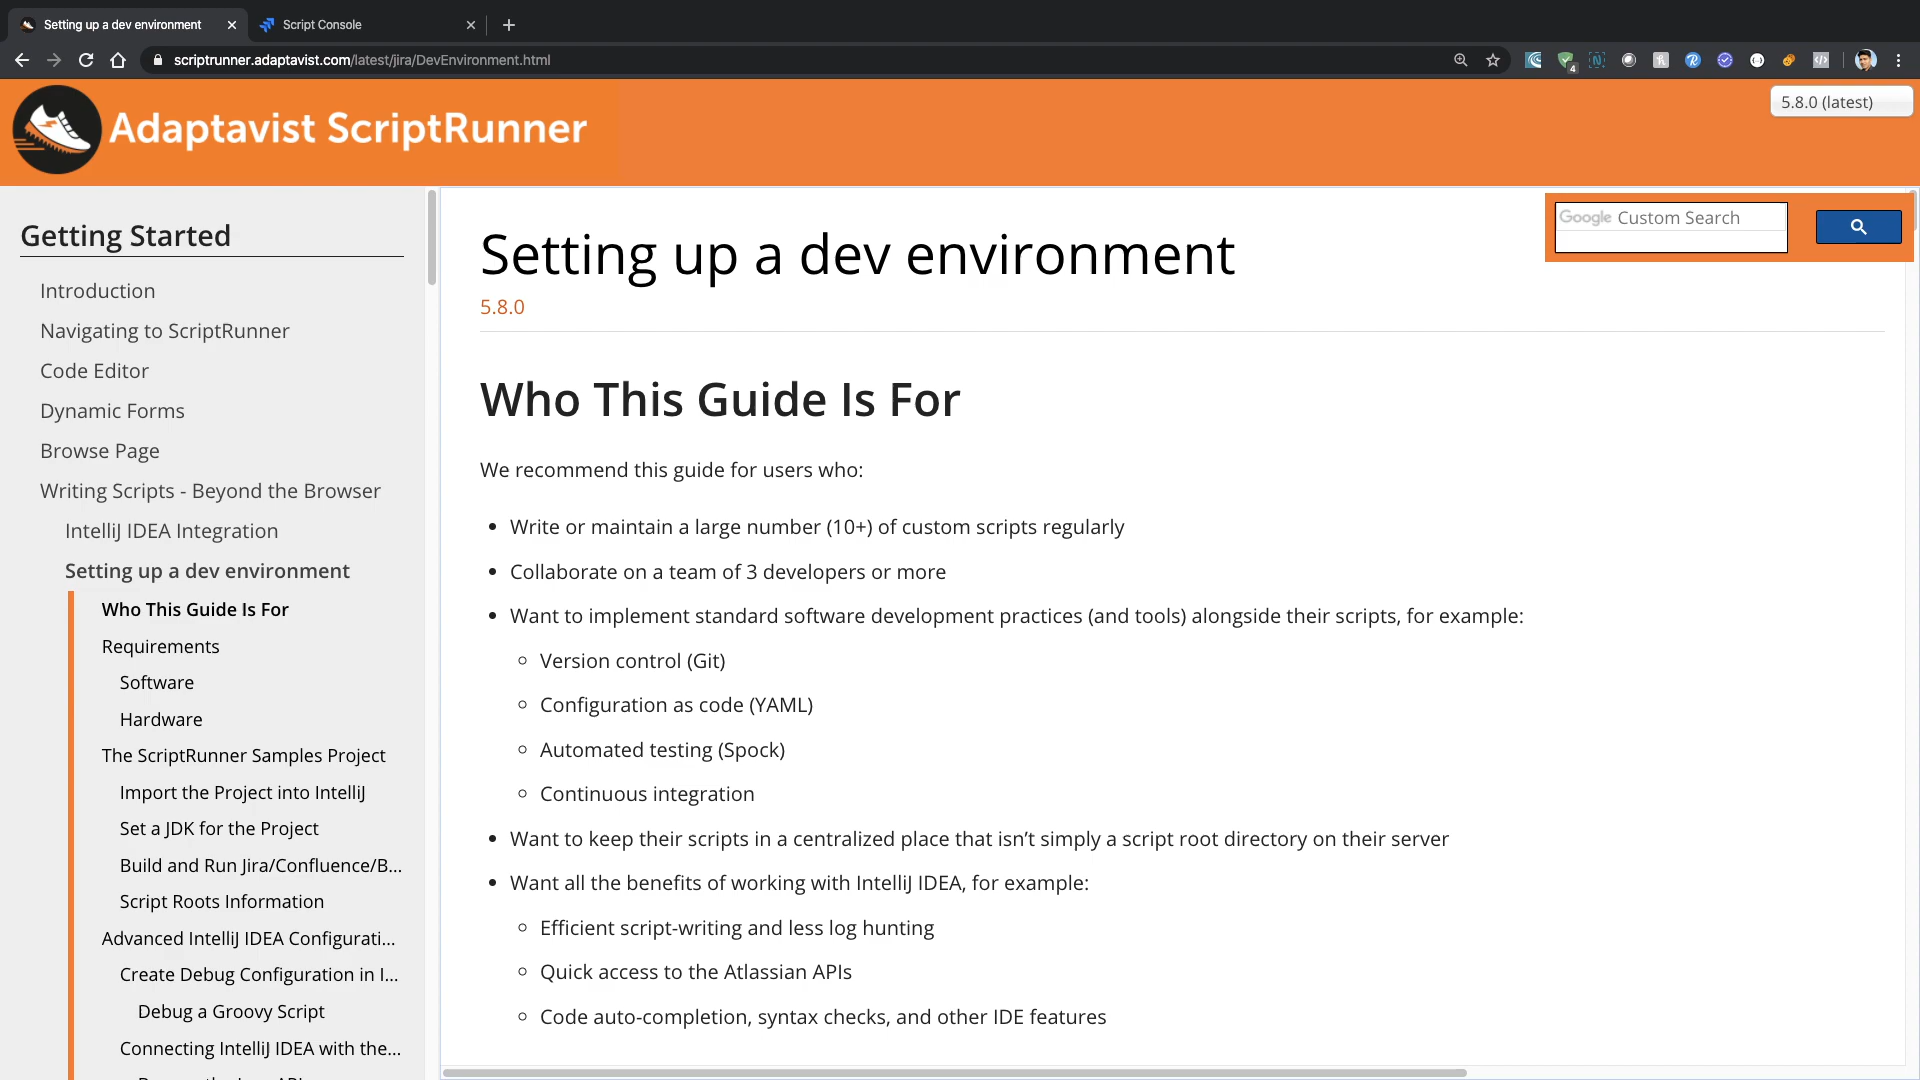 Setting up a dev environment
Script Console
scriptrunner.adaptavist.com/latest/jira/DevEnvironment.html
4
Adaptavist ScriptRunner
5.8.0 (latest)
Getting Started
Introduction
Navigating to ScriptRunner
Code Editor
Dynamic Forms
Browse Page
Writing Scripts - Beyond the Browser
IntelliJ IDEA Integration
Setting up a dev environment
Who This Guide Is For
Requirements
Software
Hardware
The ScriptRunner Samples Project
Import the Project into IntelliJ
Set a JDK for the Project
Build and Run Jira/Confluence/B...
Script Roots Information
Advanced IntelliJ IDEA Configurati...
Create Debug Configuration in I...
Debug a Groovy Script
Connecting IntelliJ IDEA with the...
Google Custom Search
Setting up a dev environment
5.8.0
Who This Guide Is For
We recommend this guide for users who:
Write or maintain a large number (10+) of custom scripts regularly
Collaborate on a team of 3 developers or more
Want to implement standard software development practices (and tools) alongside their scripts, for example:
Version control (Git)
Configuration as code (YAML)
Automated testing (Spock)
Continuous integration
Want to keep their scripts in a centralized place that isn’t simply a script root directory on their server
Want all the benefits of working with IntelliJ IDEA, for example:
Efficient script-writing and less log hunting
Quick access to the Atlassian APIs
Code auto-completion, syntax checks, and other IDE features